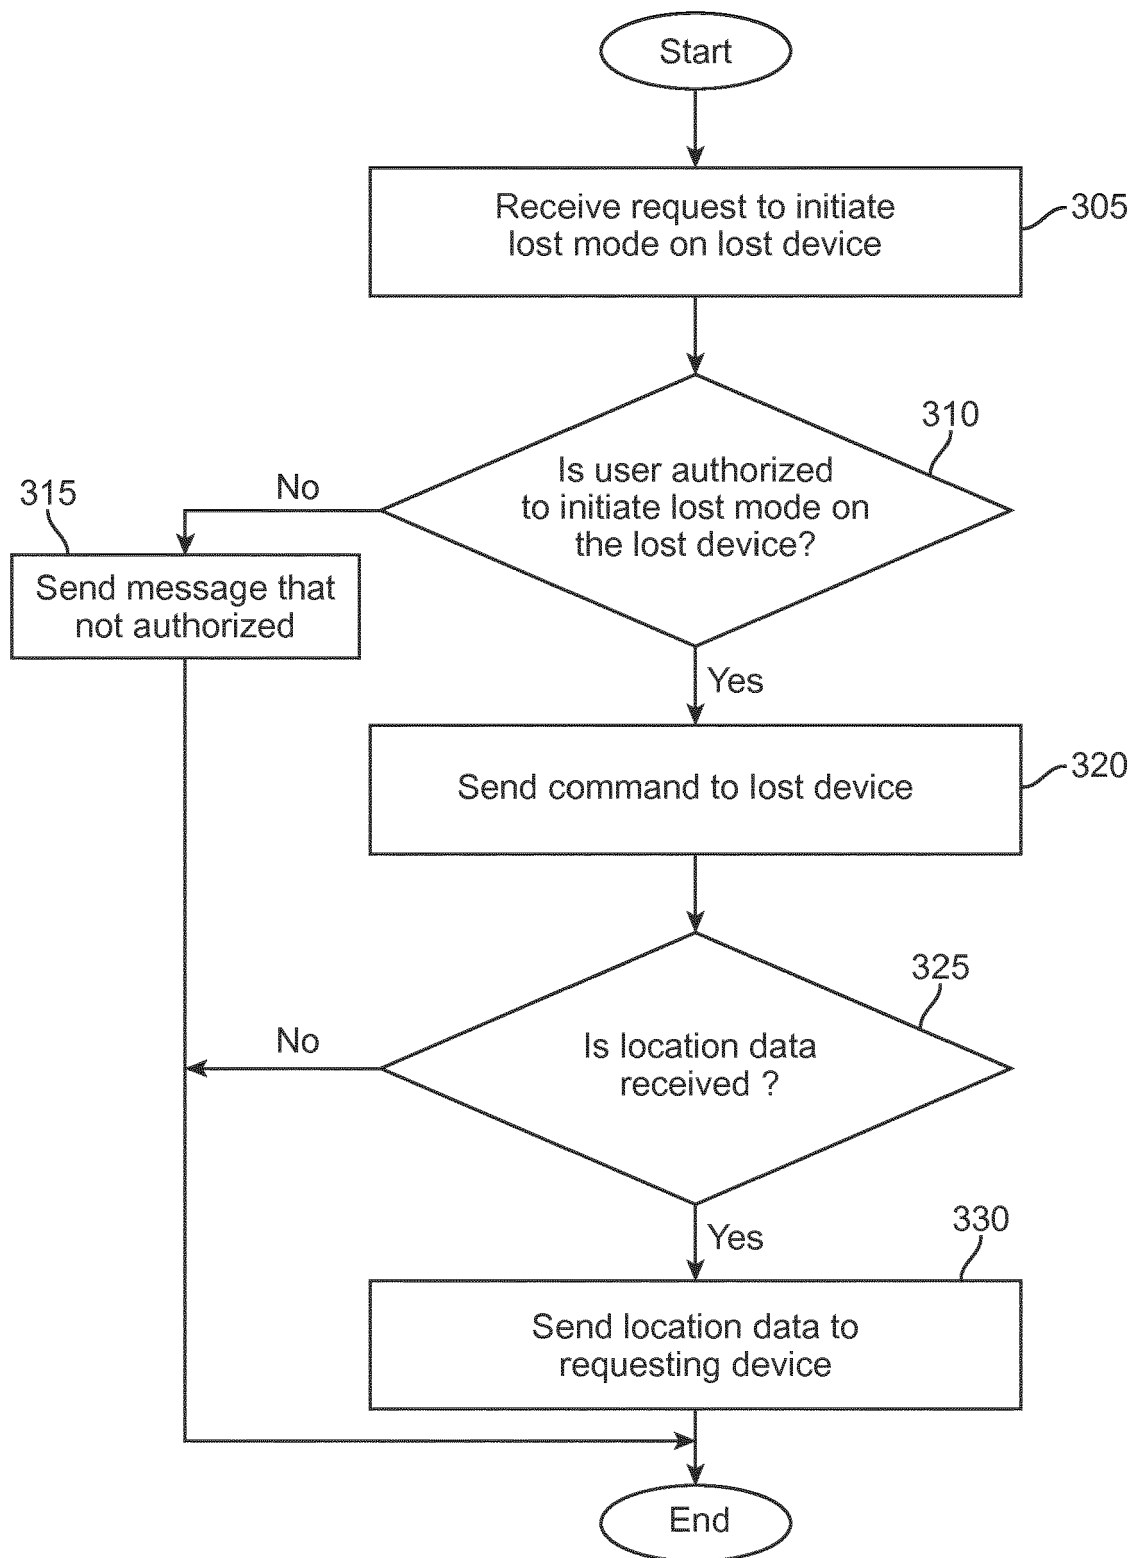 Start
Receive request to initiate
lost mode on lost device
305
310
Is user authorized
to initiate lost mode on
the lost device?
No
315
Send message that
not authorized
Yes
Send command to lost device
320
325
Is location data
received ?
No
Yes
330
Send location data to
requesting device
End